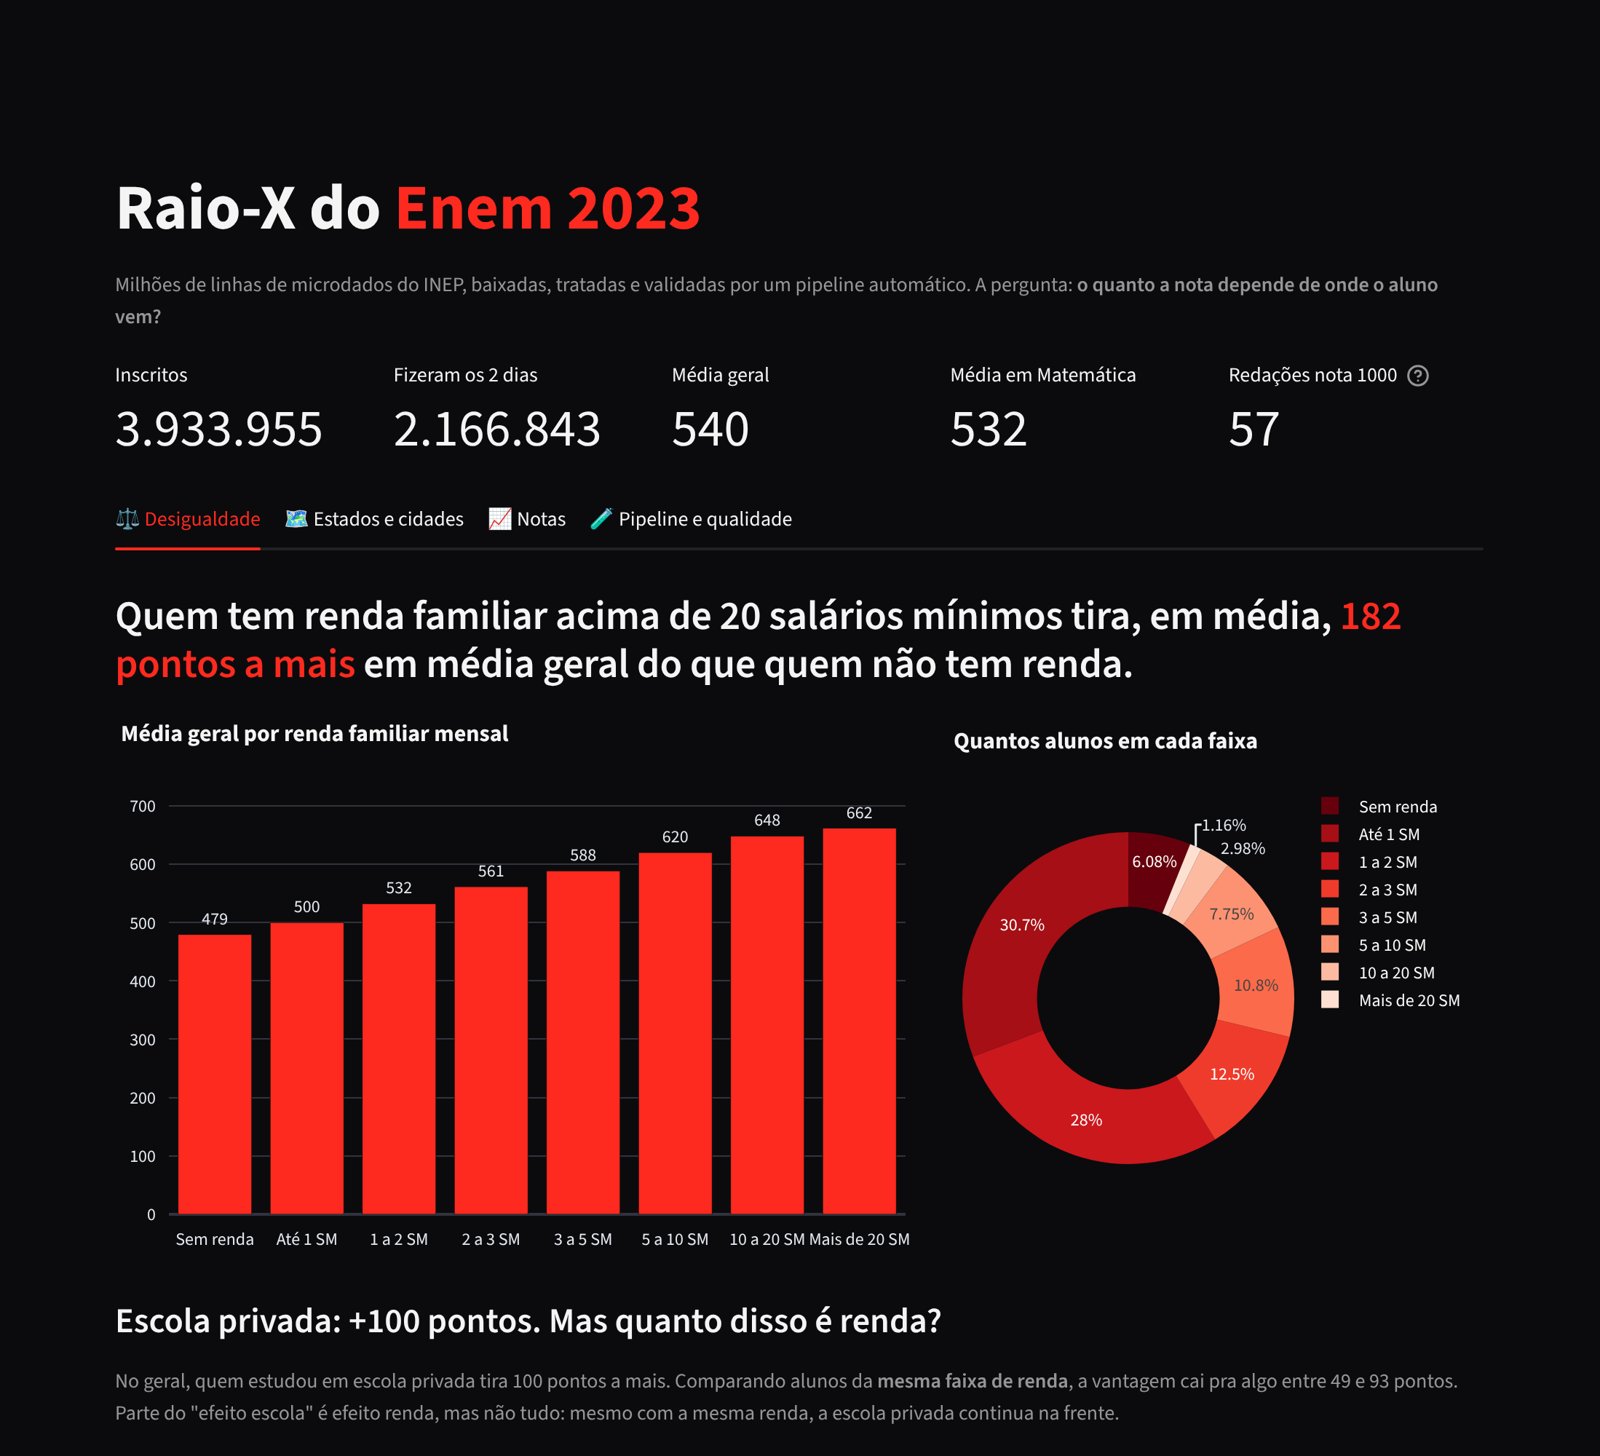 Raio-X do Enem 2023
Milhões de linhas de microdados do INEP, baixadas, tratadas e validadas por um pipeline automático. A pergunta: o quanto a nota depende de onde o aluno
vem?
Inscritos
3.933.955
Fizeram os 2 dias
2.166.843
Média geral
540
Média em Matemática
532
Redações nota 1000 ?
57
⚖️ Desigualdade
🗺️ Estados e cidades
📈 Notas
🧪 Pipeline e qualidade
Quem tem renda familiar acima de 20 salários mínimos tira, em média, 182
pontos a mais em média geral do que quem não tem renda.
Média geral por renda familiar mensal
700
600
500
400
300
200
100
0
479
500
532
561
588
620
648
662
Sem renda
Até 1 SM
1 a 2 SM
2 a 3 SM
3 a 5 SM
5 a 10 SM
10 a 20 SM
Mais de 20 SM
Quantos alunos em cada faixa
6.08%
1.16%
2.98%
7.75%
10.8%
12.5%
28%
30.7%
Sem renda
Até 1 SM
1 a 2 SM
2 a 3 SM
3 a 5 SM
5 a 10 SM
10 a 20 SM
Mais de 20 SM
Escola privada: +100 pontos. Mas quanto disso é renda?
No geral, quem estudou em escola privada tira 100 pontos a mais. Comparando alunos da mesma faixa de renda, a vantagem cai pra algo entre 49 e 93 pontos.
Parte do "efeito escola" é efeito renda, mas não tudo: mesmo com a mesma renda, a escola privada continua na frente.